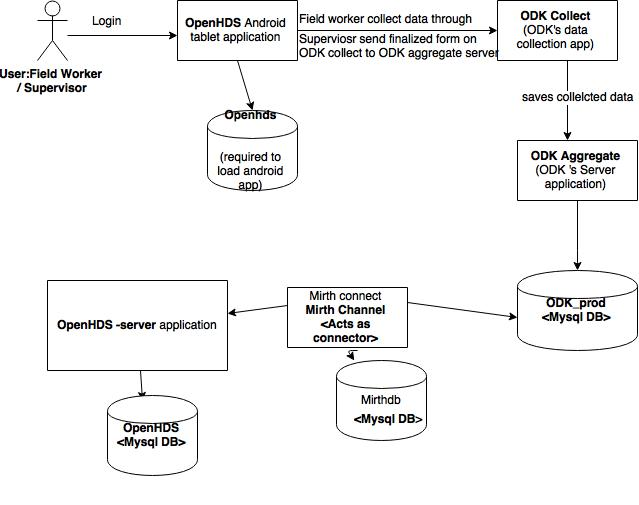 Login
User:Field Worker
/ Supervisor
OpenHDS Android
tablet application
Field worker collect data through
Superviosr send finalized form on
ODK collect to ODK aggregate server
ODK Collect
(ODK's data
collection app)
saves collelcted data
Openhds
(required to
load android
app)
ODK Aggregate
(ODK 's Server
application)
ODK_prod
<Mysql DB>
Mirth connect
Mirth Channel
<Acts as
connector>
OpenHDS -server application
Mirthdb
<Mysql DB>
OpenHDS
<Mysql DB>